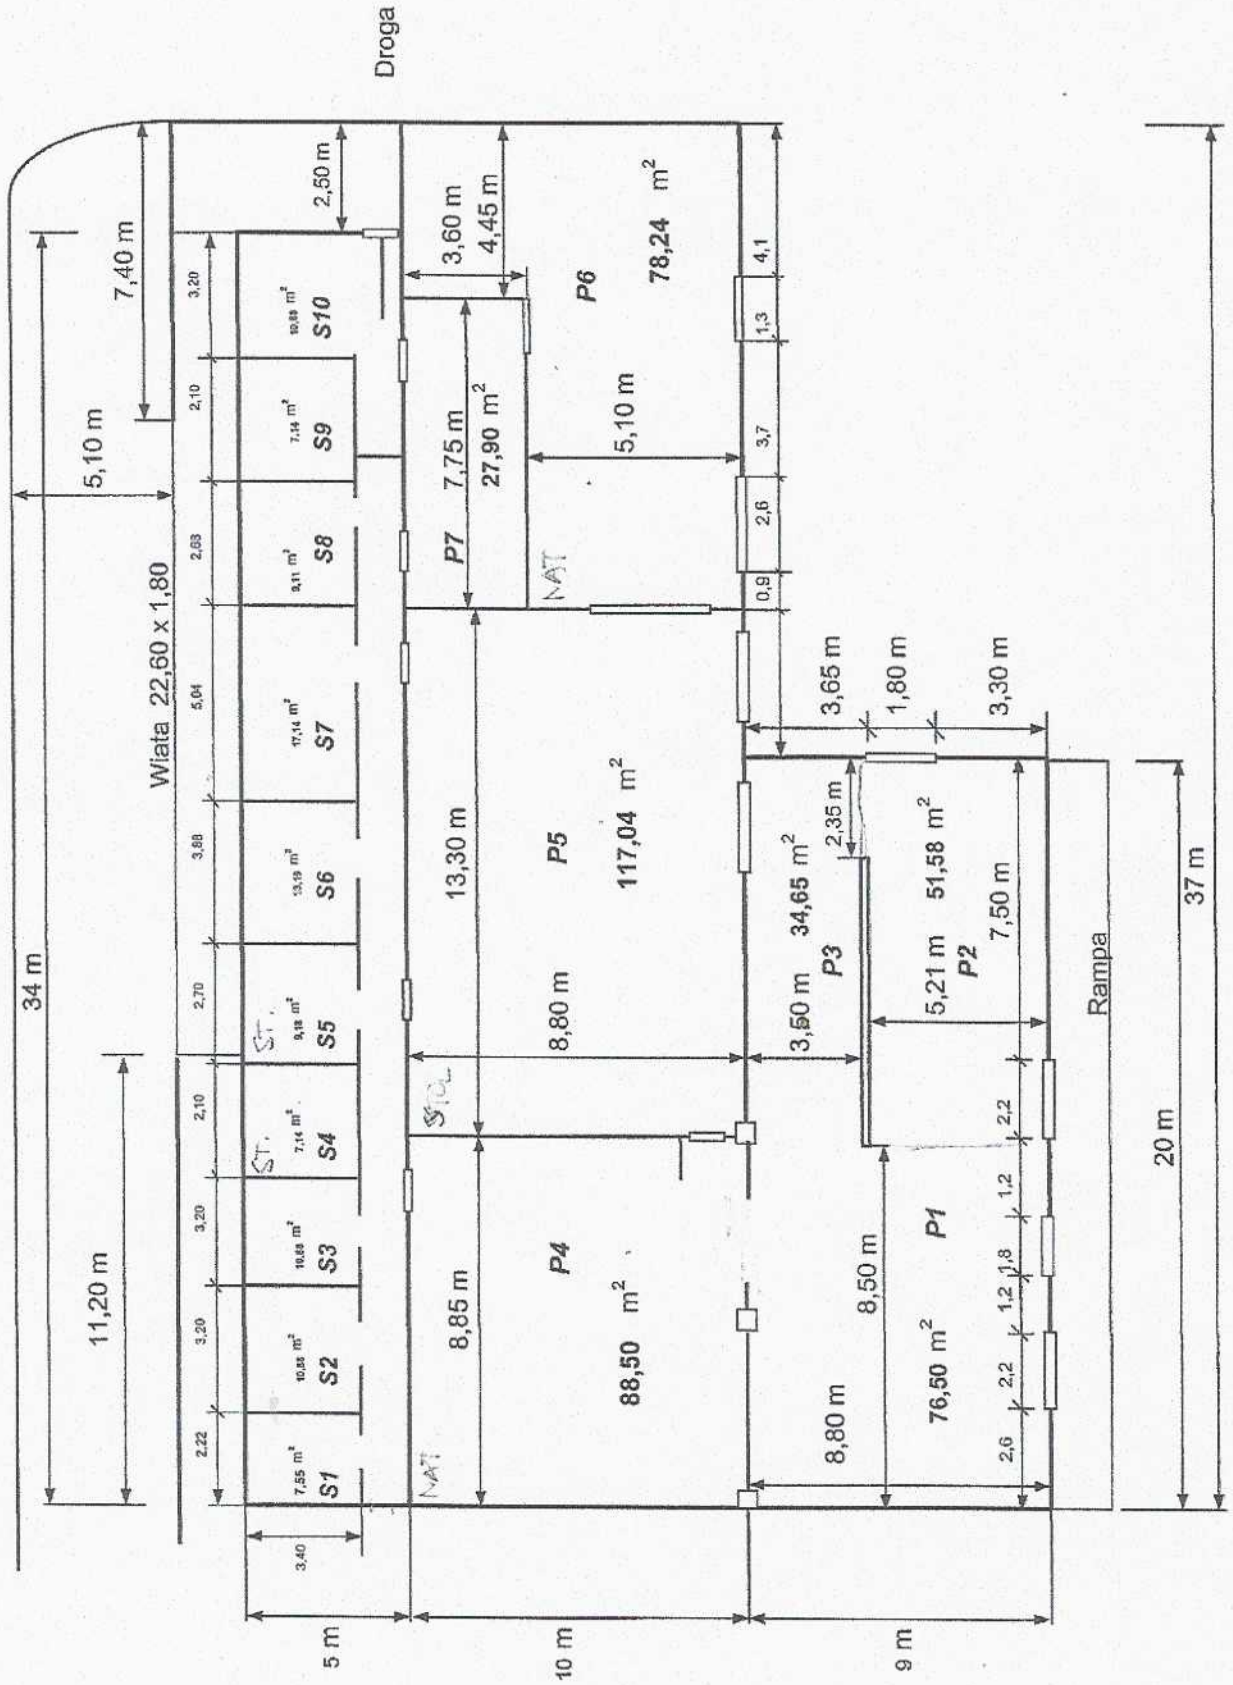 34 m
5,10 m
7,40 m
11,20 m
Wiata 22,60 x 1,80
Droga
2,22
3,20
3,20
2,10
2,70
3,88
5,04
2,68
2,10
3,20
2,50 m
7,55 m²
S1
10,88 m²
S2
10,88 m²
S3
ST.
7,14 m²
S4
ST.
9,18 m²
S5
13,19 m²
S6
17,14 m²
S7
9,11 m²
S8
7,14 m²
S9
10,88 m²
S10
3,40
5 m
10 m
9 m
NAT
8,85 m
P4
88,50 m²
STOL
13,30 m
8,80 m
P5
117,04 m²
P7
7,75 m
27,90 m²
3,60 m
4,45 m
NAT
P6
5,10 m
78,24 m²
0,9
2,6
3,7
1,3
4,1
8,80 m
8,50 m
76,50 m²
P1
3,50 m
34,65 m²
P3
2,35 m
5,21 m
51,58 m²
P2
7,50 m
3,65 m
1,80 m
3,30 m
2,6
2,2
1,2
1,8
1,2
2,2
Rampa
20 m
37 m